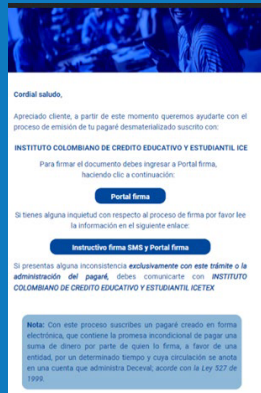 Cordial saludo,
Apreciado cliente, a partir de este momento queremos ayudarte con el
proceso de emisión de tu pagaré desmaterializado suscrito con:
INSTITUTO COLOMBIANO DE CREDITO EDUCATIVO Y ESTUDIANTIL ICE
Para firmar el documento debes ingresar a Portal firma,
haciendo clic a continuación:
Portal firma
Si tienes alguna inquietud con respecto al proceso de firma por favor lee
la información en el siguiente enlace:
Instructivo firma SMS y Portal firma
Si presentas alguna inconsistencia exclusivamente con este trámite o la
administración del pagaré, debes comunicarte con INSTITUTO
COLOMBIANO DE CREDITO EDUCATIVO Y ESTUDIANTIL ICETEX
Nota: Con este proceso suscribes un pagaré creado en forma
electrónica, que contiene la promesa incondicional de pagar una
suma de dinero por parte de quien lo firma, a favor de una
entidad, por un determinado tiempo y cuya circulación se anota
en una cuenta que administra Deceval; acorde con la Ley 527 de
1999.